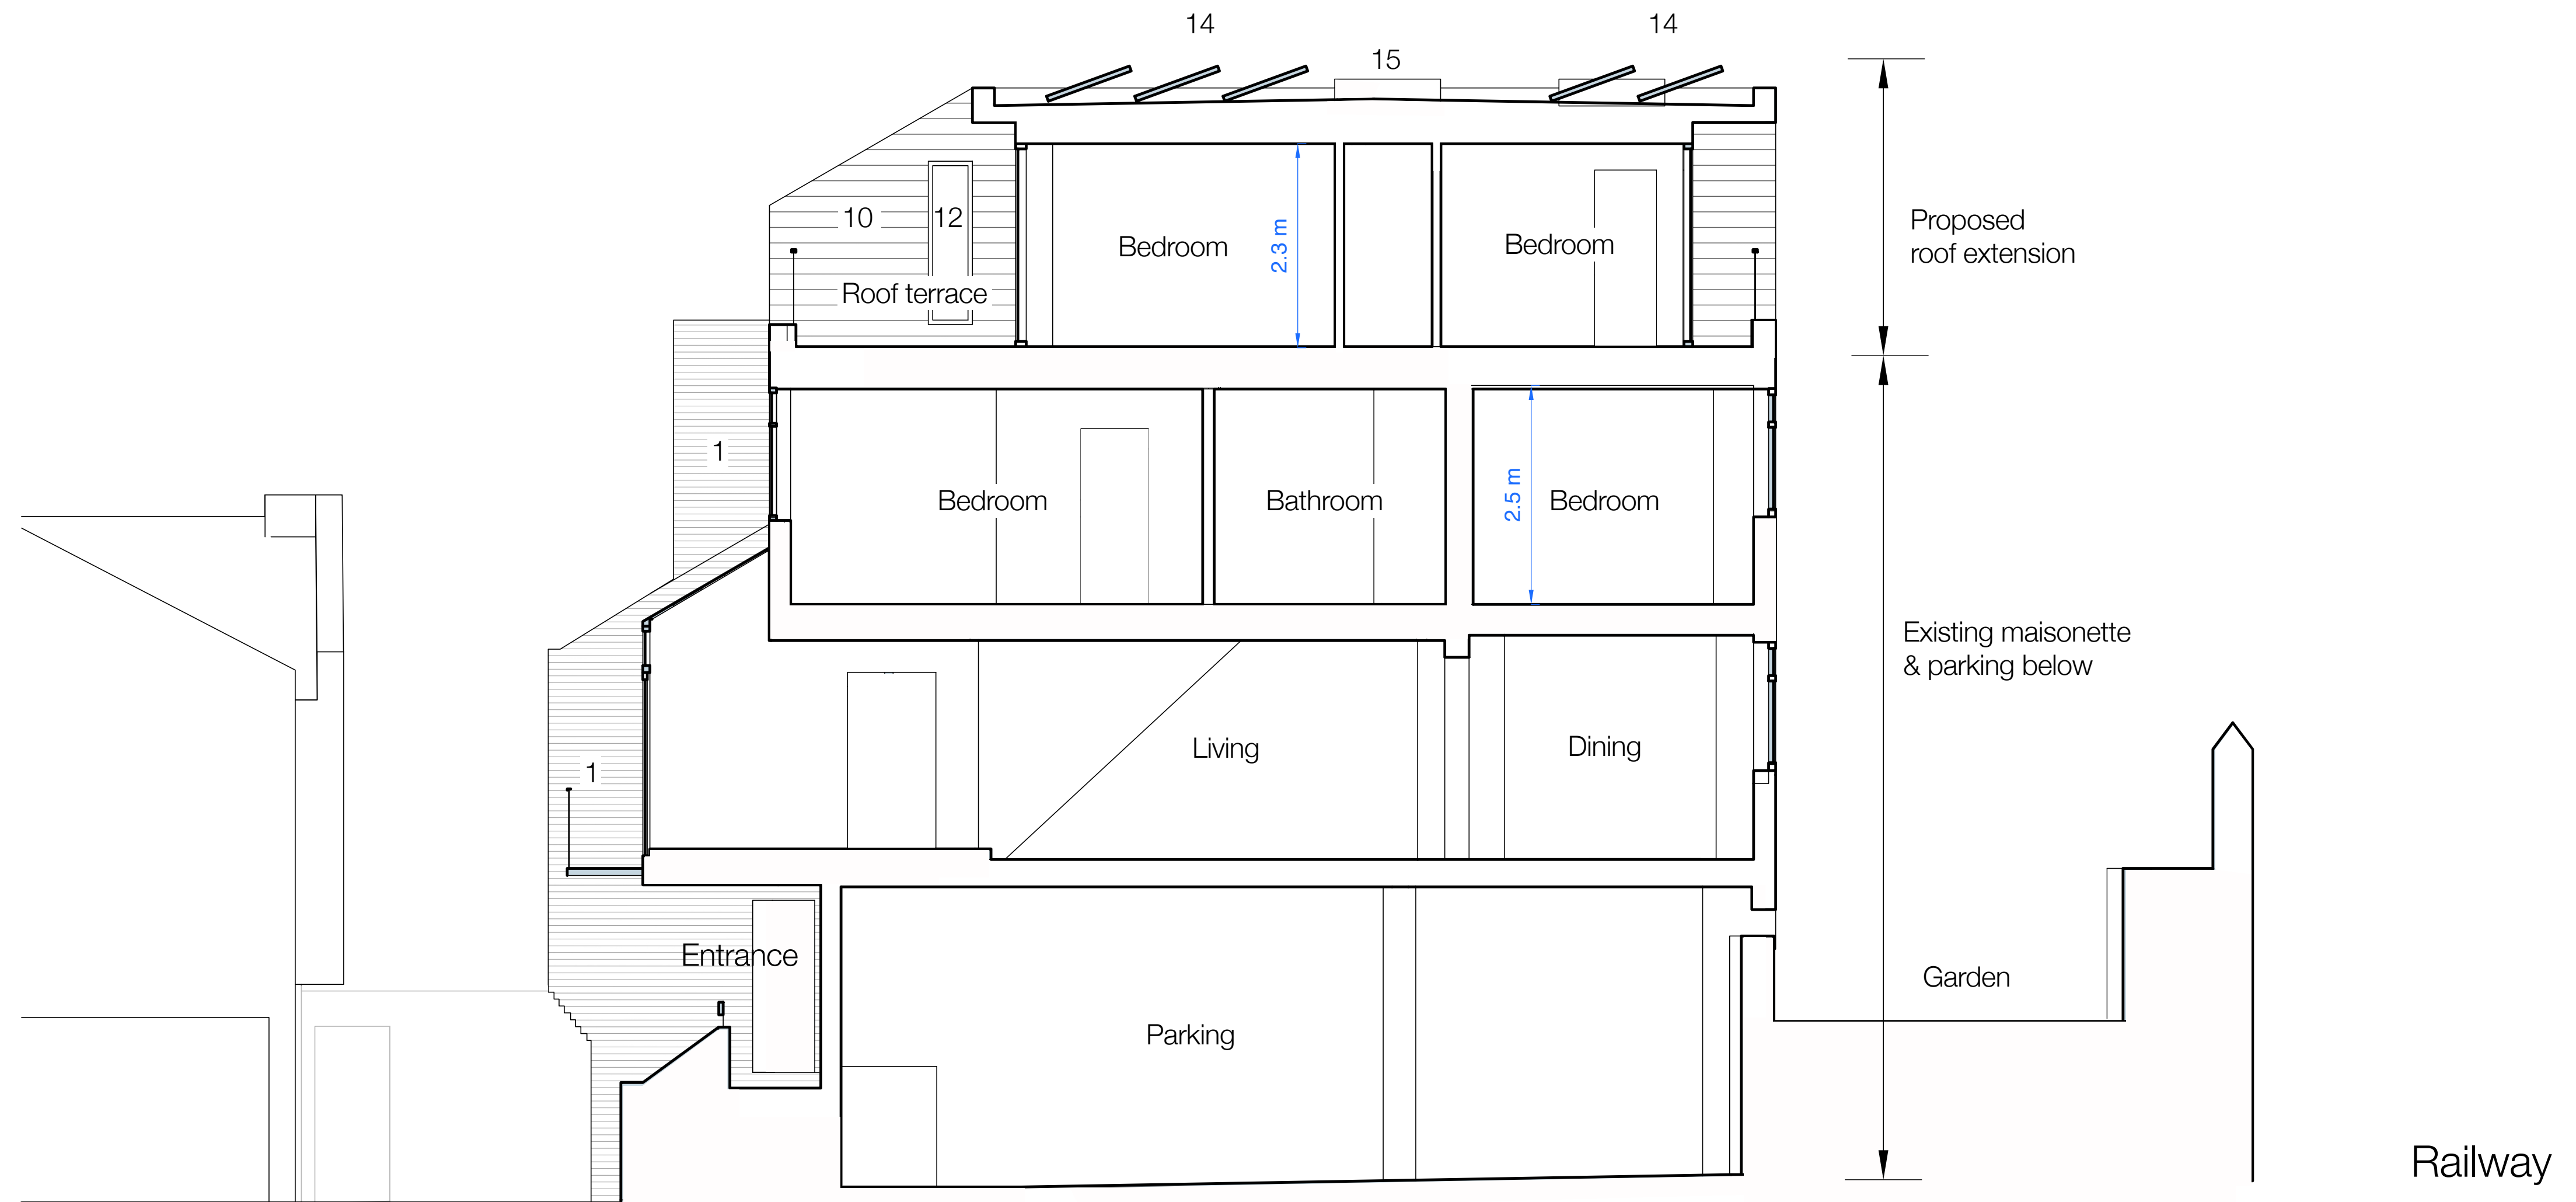 14
14
15
10
12
Bedroom
2.3 m
Bedroom
Proposed
roof extension
Roof terrace
1
Bedroom
Bathroom
2.5 m
Bedroom
Existing maisonette
& parking below
1
Living
Dining
Entrance
Garden
Parking
Railway